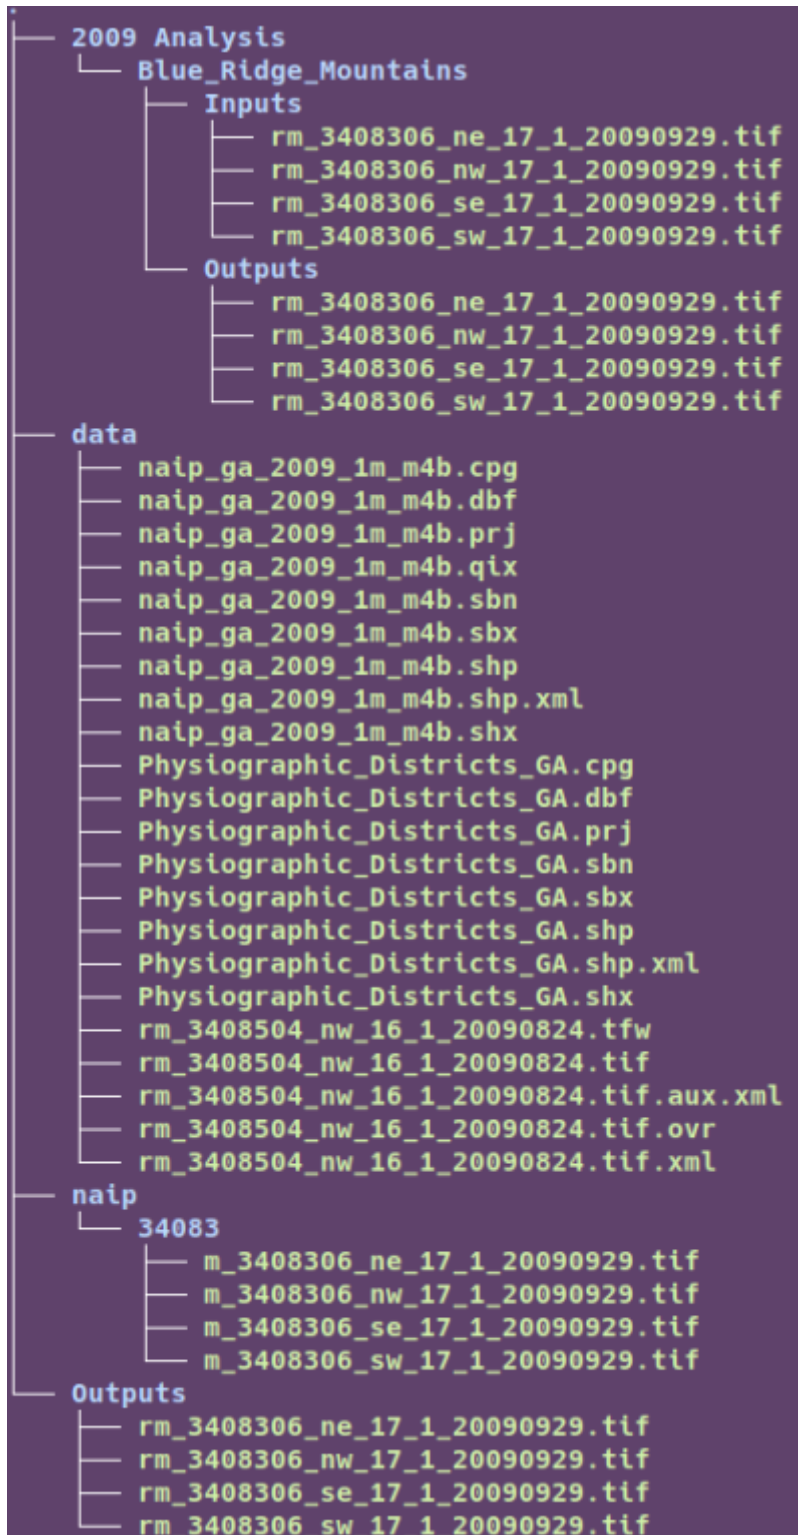 .
2009 Analysis
Blue_Ridge_Mountains
Inputs
rm_3408306_ne_17_1_20090929.tif
rm_3408306_nw_17_1_20090929.tif
rm_3408306_se_17_1_20090929.tif
rm_3408306_sw_17_1_20090929.tif
Outputs
rm_3408306_ne_17_1_20090929.tif
rm_3408306_nw_17_1_20090929.tif
rm_3408306_se_17_1_20090929.tif
rm_3408306_sw_17_1_20090929.tif
data
naip_ga_2009_1m_m4b.cpg
naip_ga_2009_1m_m4b.dbf
naip_ga_2009_1m_m4b.prj
naip_ga_2009_1m_m4b.qix
naip_ga_2009_1m_m4b.sbn
naip_ga_2009_1m_m4b.sbx
naip_ga_2009_1m_m4b.shp
naip_ga_2009_1m_m4b.shp.xml
naip_ga_2009_1m_m4b.shx
Physiographic_Districts_GA.cpg
Physiographic_Districts_GA.dbf
Physiographic_Districts_GA.prj
Physiographic_Districts_GA.sbn
Physiographic_Districts_GA.sbx
Physiographic_Districts_GA.shp
Physiographic_Districts_GA.shp.xml
Physiographic_Districts_GA.shx
rm_3408504_nw_16_1_20090824.tfw
rm_3408504_nw_16_1_20090824.tif
rm_3408504_nw_16_1_20090824.tif.aux.xml
rm_3408504_nw_16_1_20090824.tif.ovr
rm_3408504_nw_16_1_20090824.tif.xml
naip
34083
m_3408306_ne_17_1_20090929.tif
m_3408306_nw_17_1_20090929.tif
m_3408306_se_17_1_20090929.tif
m_3408306_sw_17_1_20090929.tif
Outputs
rm_3408306_ne_17_1_20090929.tif
rm_3408306_nw_17_1_20090929.tif
rm_3408306_se_17_1_20090929.tif
rm_3408306_sw_17_1_20090929.tif